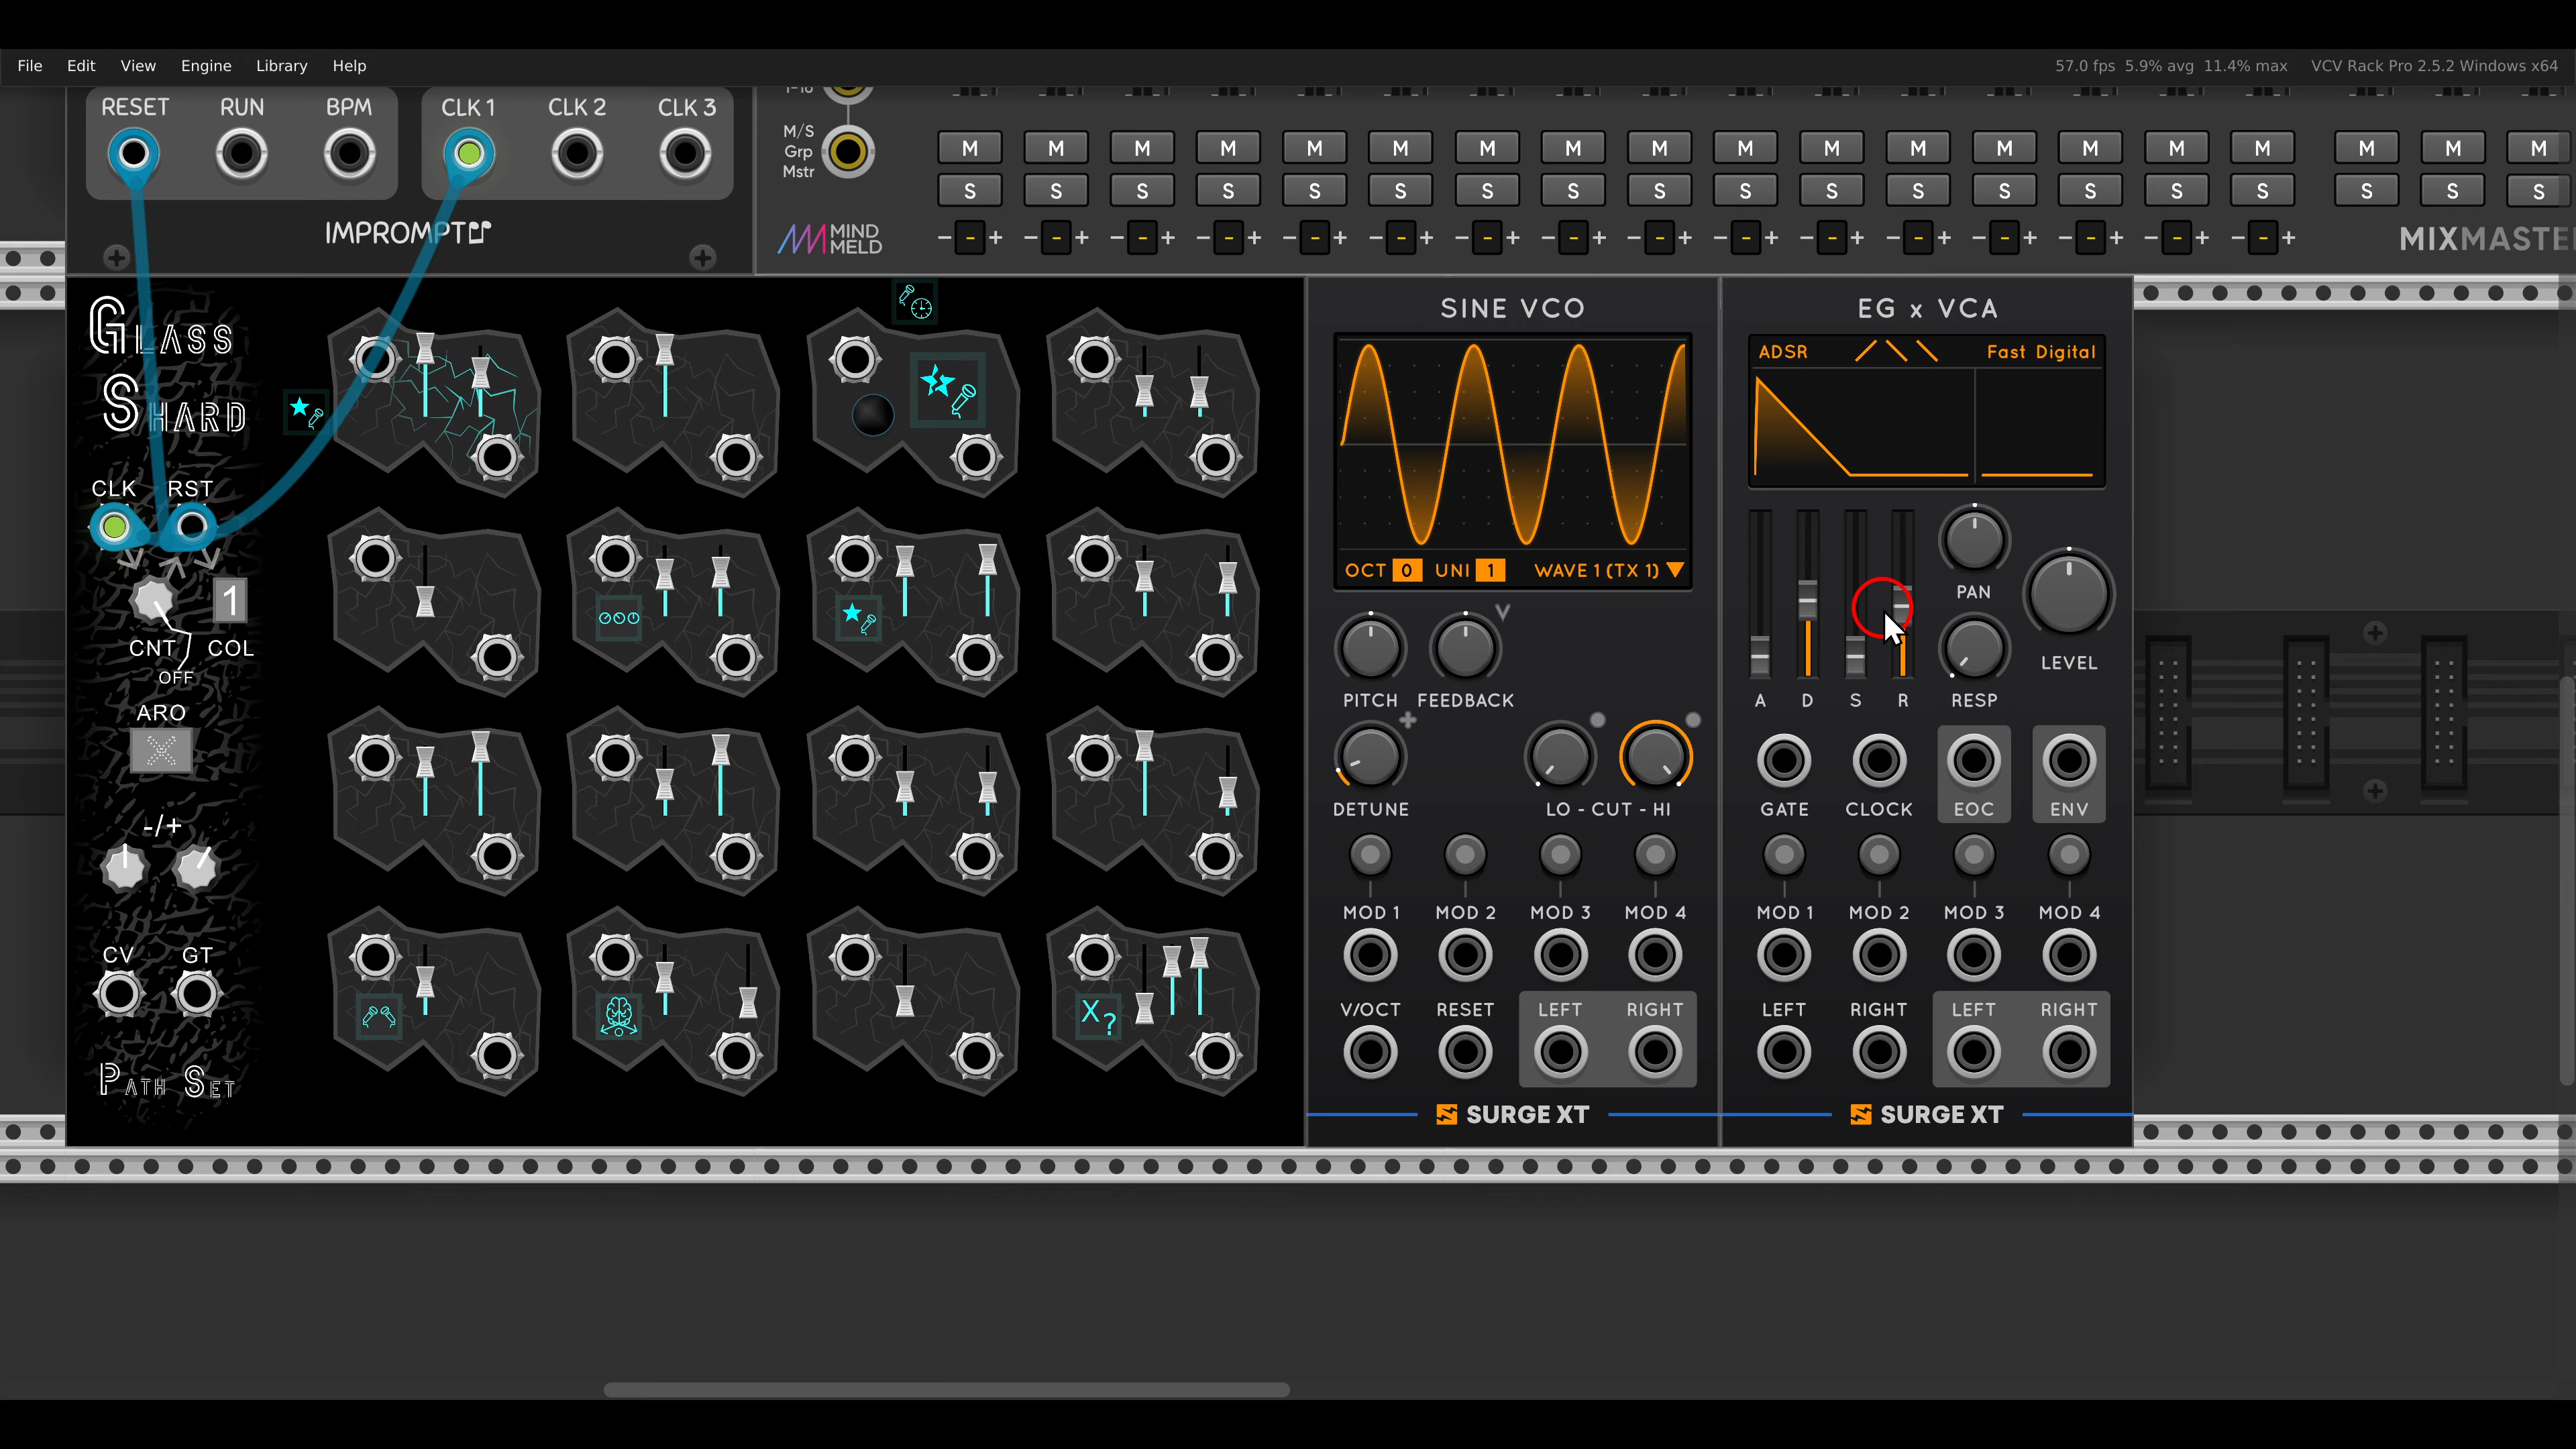 File Edit View Engine Library Help
57.0 fps 5.9% avg 11.4% max VCV Rack Pro 2.5.2 Windows x64
RESET RUN BPM CLK 1 CLK 2 CLK 3
M/S
Grp
Mstr
M M M M M M M M M M M M M M M M M M M
S S S S S S S S S S S S S S S S S S S
- - + - - + - - + - - + - - + - - + - - + - - + - - + - - + - - + - - + - - + - - + - - + - - +
IMPROMPT
MIND
MELD
MIXMASTE
GLASS
SHARD
CLK RST
1
CNT COL
OFF
ARO
-/+
CV GT
PATH SET
X?
SINE VCO
OCT 0 UNI 1 WAVE 1 (TX 1)
PITCH FEEDBACK
DETUNE LO - CUT - HI
MOD 1 MOD 2 MOD 3 MOD 4
V/OCT RESET LEFT RIGHT
SURGE XT
EG x VCA
ADSR Fast Digital
PAN
LEVEL
A D S R RESP
GATE CLOCK EOC ENV
MOD 1 MOD 2 MOD 3 MOD 4
LEFT RIGHT LEFT RIGHT
SURGE XT